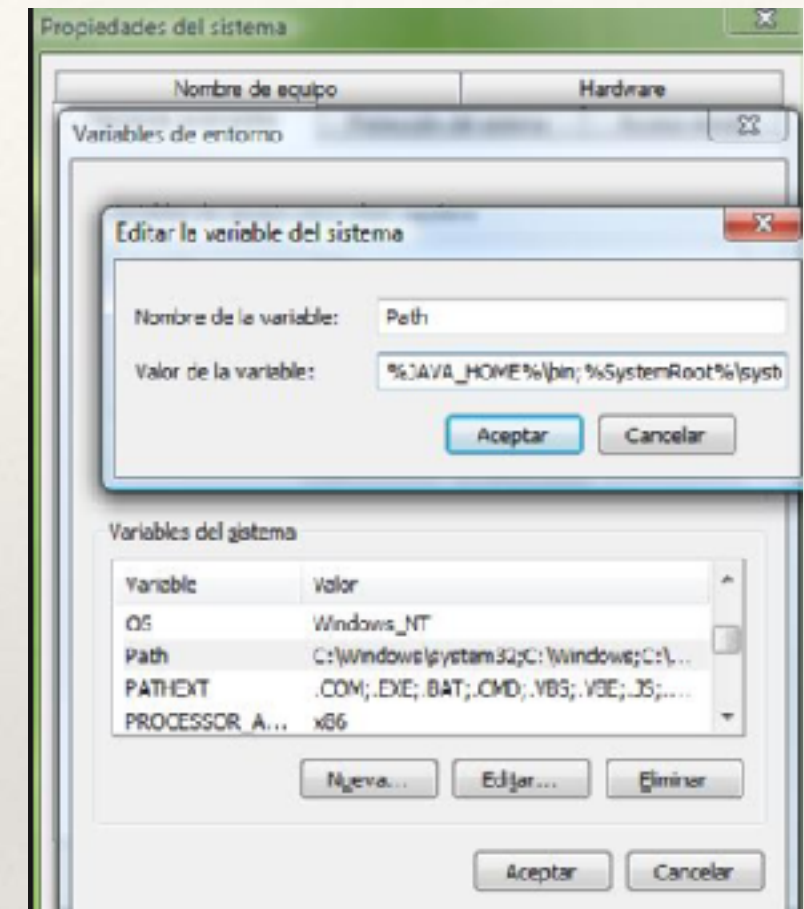 Propiedades del sistema
Nombre de equipo Hardware
Variables de entorno
Editar la variable del sistema
Nombre de la variable: Path
Valor de la variable: %JAVA_HOME%\bin; %SystemRoot%\syst
Aceptar Cancelar
Variables del sistema
Variable Valor
OS Windows_NT
Path C:\Windows\system32;C:\Windows;C:\...
PATHEXT .COM;.EXE;.BAT;.CMD;.VBS;.VBE;.JS;....
PROCESSOR_A... x86
Nueva... Editar... Eliminar
Aceptar Cancelar